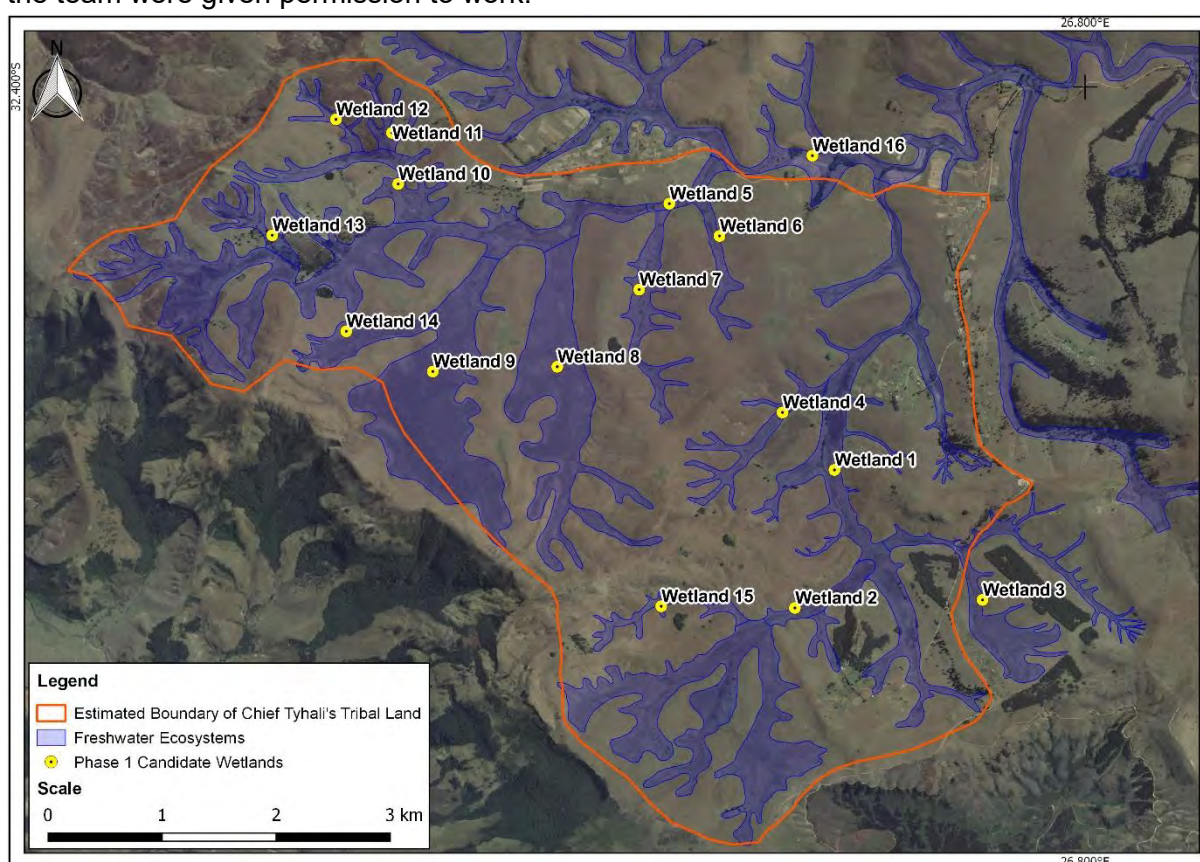 the team were given permission to work.
26.800°E
32.400°S
N
Wetland 12
Wetland 11
Wetland 16
Wetland 10
Wetland 5
Wetland 13
Wetland 6
Wetland 7
Wetland 14
Wetland 9
Wetland 8
Wetland 4
Wetland 1
Wetland 15
Wetland 2
Wetland 3
Legend
Estimated Boundary of Chief Tyhali's Tribal Land
Freshwater Ecosystems
Phase 1 Candidate Wetlands
Scale
0 1 2 3 km
26.800°E